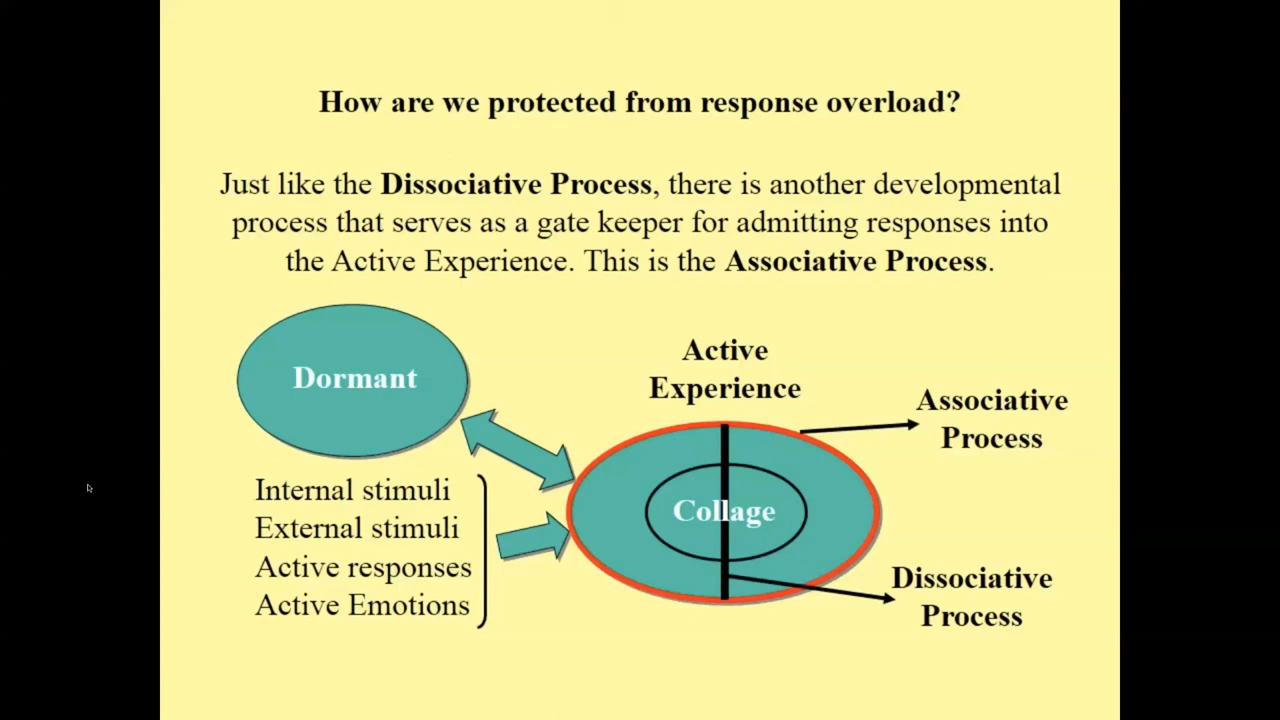 How are we protected from response overload?
Just like the Dissociative Process, there is another developmental
process that serves as a gate keeper for admitting responses into
the Active Experience. This is the Associative Process.
Dormant
Active
Experience
Associative
Process
Internal stimuli
External stimuli
Active responses
Active Emotions
Collage
Dissociative
Process